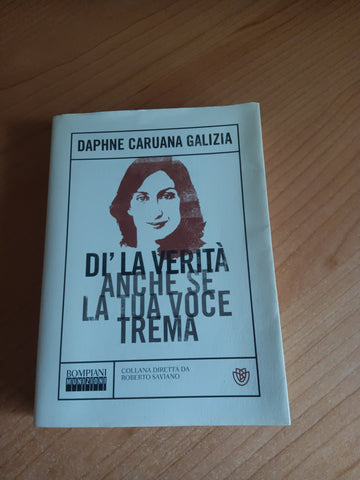 DAPHNE CARUANA GALIZIA
DI' LA VERITÀ
ANCHE SE
LA TUA VOCE
TREMA
BOMPIANI
MUNIZIONI
COLLANA DIRETTA DA
ROBERTO SAVIANO